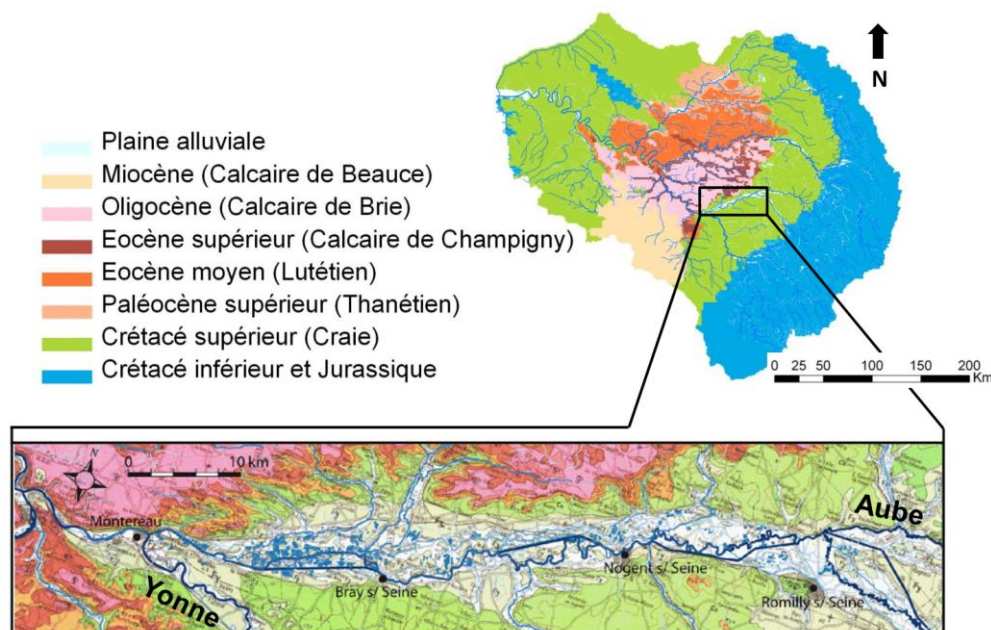 N
Plaine alluviale
Miocène (Calcaire de Beauce)
Oligocène (Calcaire de Brie)
Eocène supérieur (Calcaire de Champigny)
Eocène moyen (Lutétien)
Paléocène supérieur (Thanétien)
Crétacé supérieur (Craie)
Crétacé inférieur et Jurassique
0 25 50 100 150 200
Km
N
0 10 km
Montereau
Aube
Nogent s/ Seine
Bray s/ Seine
Yonne
Romilly s/ Seine